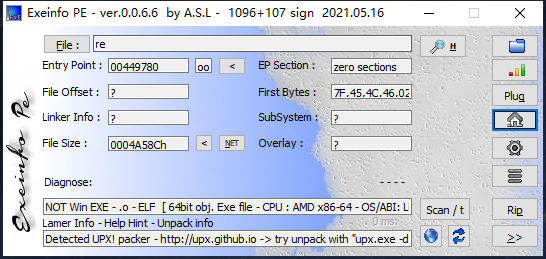 Exeinfo PE - ver.0.0.6.6 by A.S.L - 1096+107 sign 2021.05.16
File : re H
Entry Point : 00449780 oo < EP Section : zero sections
File Offset : ? First Bytes : 7F.45.4C.46.02
Linker Info : ? SubSystem : ? Plug
File Size : 0004A58Ch < NET Overlay : ?
Exeinfo Pe
Diagnose: ----
NOT Win EXE - .o - ELF [ 64bit obj. Exe file - CPU : AMD x86-64 - OS/ABI: L Scan / t Rip
Lamer Info - Help Hint - Unpack info 0 ms.
Detected UPX! packer - http://upx.github.io -> try unpack with "upx.exe -d >>